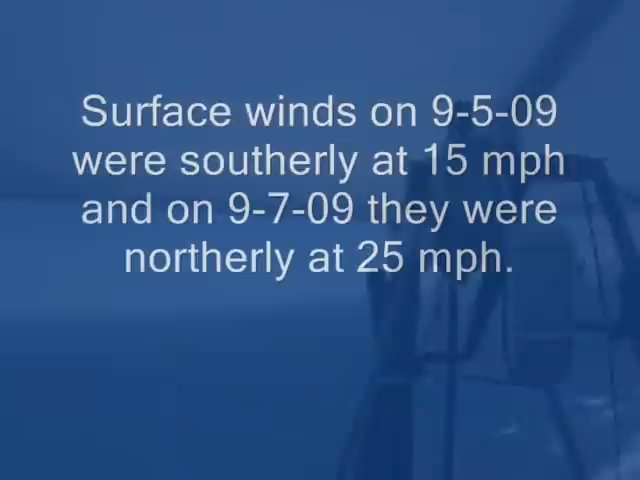 Surface winds on 9-5-09
were southerly at 15 mph
and on 9-7-09 they were
northerly at 25 mph.